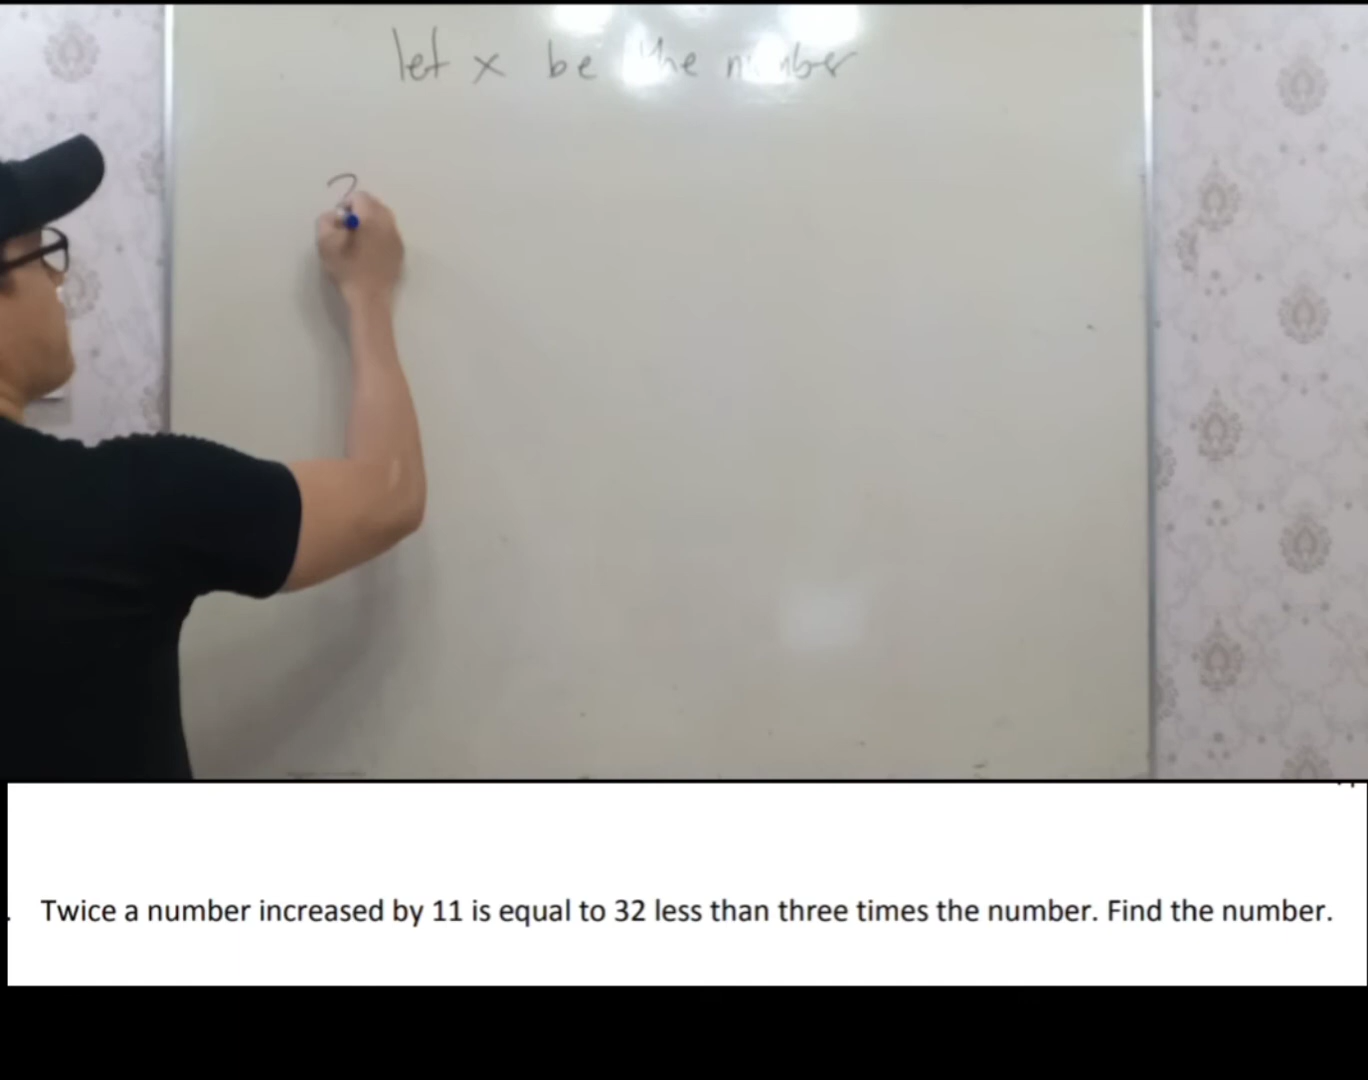 let x be the number
2
Twice a number increased by 11 is equal to 32 less than three times the number. Find the number.